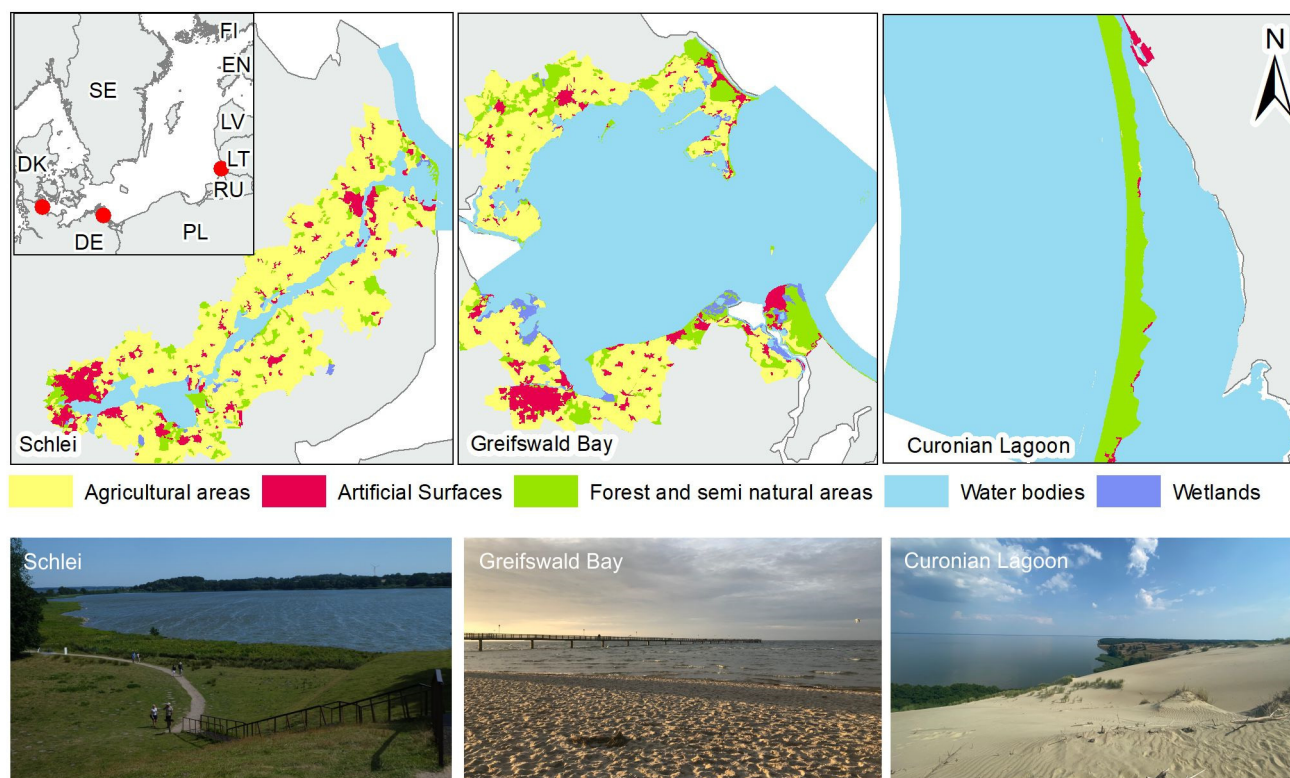 FI
EN
SE
LV
DK
LT
RU
DE
PL
Schlei
Greifswald Bay
N
Curonian Lagoon
Agricultural areas
Artificial Surfaces
Forest and semi natural areas
Water bodies
Wetlands
Schlei
Greifswald Bay
Curonian Lagoon